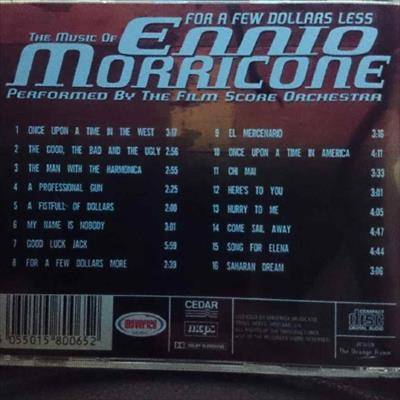 FOR A FEW DOLLARS LESS
THE MUSIC OF ENNIO
MORRICONE
PERFORMED BY THE FILM SCORE ORCHESTRA
1 ONCE UPON A TIME IN THE WEST 3:17
2 THE GOOD, THE BAD AND THE UGLY 2:56
3 THE MAN WITH THE HARMONICA 2:55
4 A PROFESSIONAL GUN 2:25
5 A FISTFULL OF DOLLARS 2:00
6 MY NAME IS NOBODY 3:01
7 GOOD LUCK JACK 5:59
8 FOR A FEW DOLLARS MORE 2:39
9 EL MERCENARIO 3:16
10 ONCE UPON A TIME IN AMERICA 4:11
11 CHI MAI 3:33
12 HERE'S TO YOU 3:01
13 HURRY TO ME 4:05
14 COME SAIL AWAY 4:47
15 SONG FOR ELENA 4:44
16 SAHARAN DREAM 3:06
CEDAR
mcps
COMPACT
disc
DIGITAL AUDIO
5 055015 800652